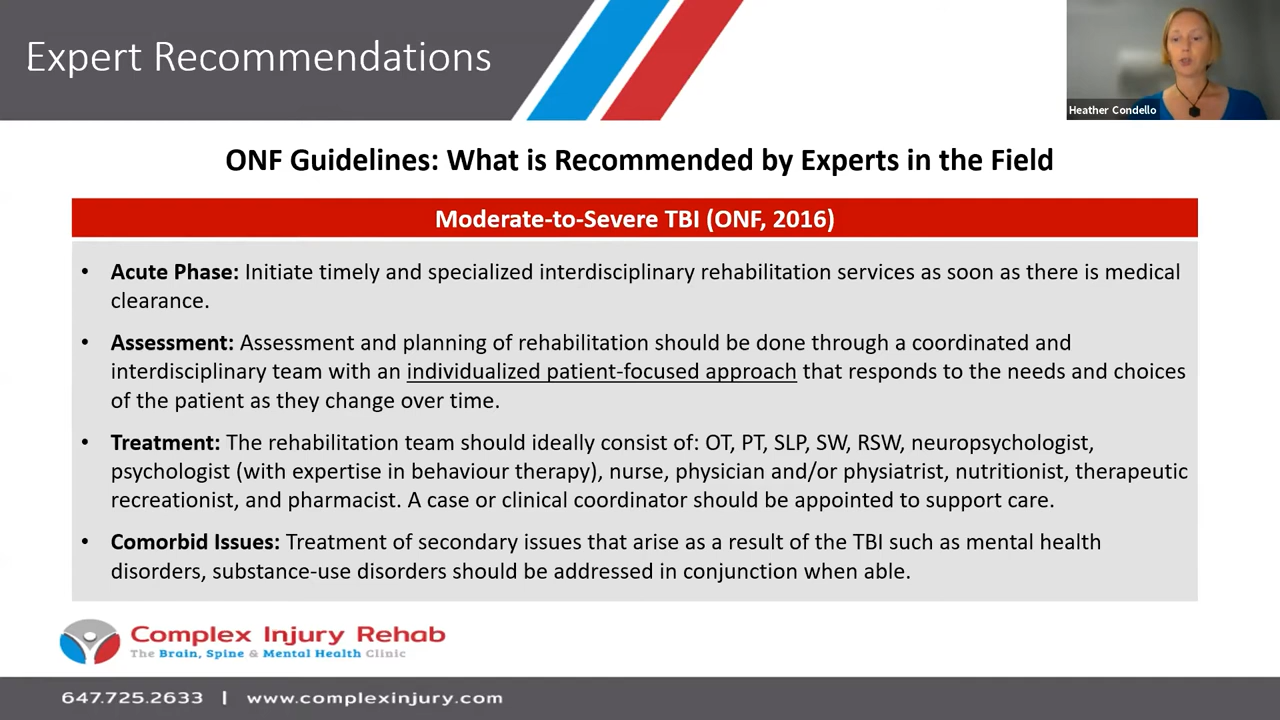 Expert Recommendations
Heather Condello
ONF Guidelines: What is Recommended by Experts in the Field
Moderate-to-Severe TBI (ONF, 2016)
• Acute Phase: Initiate timely and specialized interdisciplinary rehabilitation services as soon as there is medical
clearance.
• Assessment: Assessment and planning of rehabilitation should be done through a coordinated and
interdisciplinary team with an individualized patient-focused approach that responds to the needs and choices
of the patient as they change over time.
• Treatment: The rehabilitation team should ideally consist of: OT, PT, SLP, SW, RSW, neuropsychologist,
psychologist (with expertise in behaviour therapy), nurse, physician and/or physiatrist, nutritionist, therapeutic
recreationist, and pharmacist. A case or clinical coordinator should be appointed to support care.
• Comorbid Issues: Treatment of secondary issues that arise as a result of the TBI such as mental health
disorders, substance-use disorders should be addressed in conjunction when able.
Complex Injury Rehab
The Brain, Spine & Mental Health Clinic
647.725.2633 | www.complexinjury.com